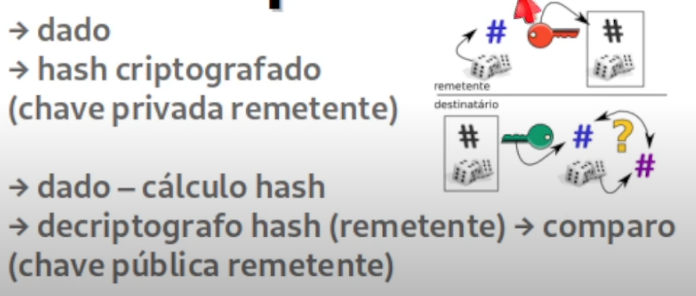 → dado
→ hash criptografado
(chave privada remetente)
remetente
destinatário
→ dado – cálculo hash
→ decriptografo hash (remetente) → comparo
(chave pública remetente)
#
#
#
#
?
#